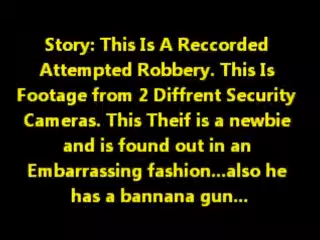 Story: This Is A Reccorded
Attempted Robbery. This Is
Footage from 2 Diffrent Security
Cameras. This Theif is a newbie
and is found out in an
Embarrassing fashion...also he
has a bannana gun...